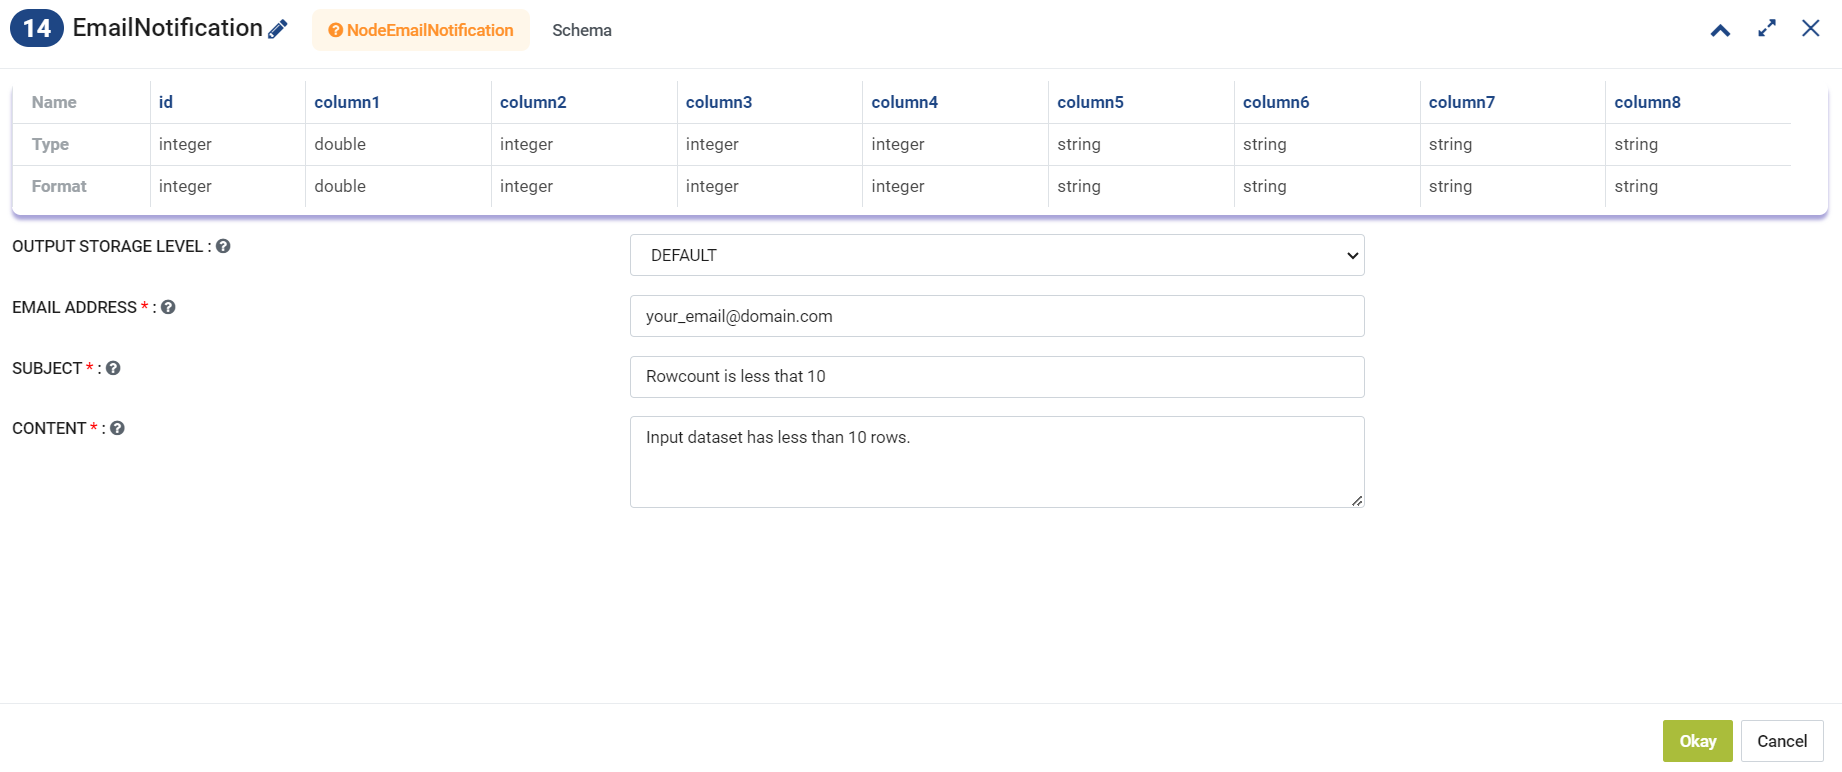 14 EmailNotification NodeEmailNotification Schema
Name id column1 column2 column3 column4 column5 column6 column7 column8
Type integer double integer integer integer string string string string
Format integer double integer integer integer string string string string
OUTPUT STORAGE LEVEL : DEFAULT
EMAIL ADDRESS * : your_email@domain.com
SUBJECT * : Rowcount is less that 10
CONTENT * : Input dataset has less than 10 rows.
Okay Cancel